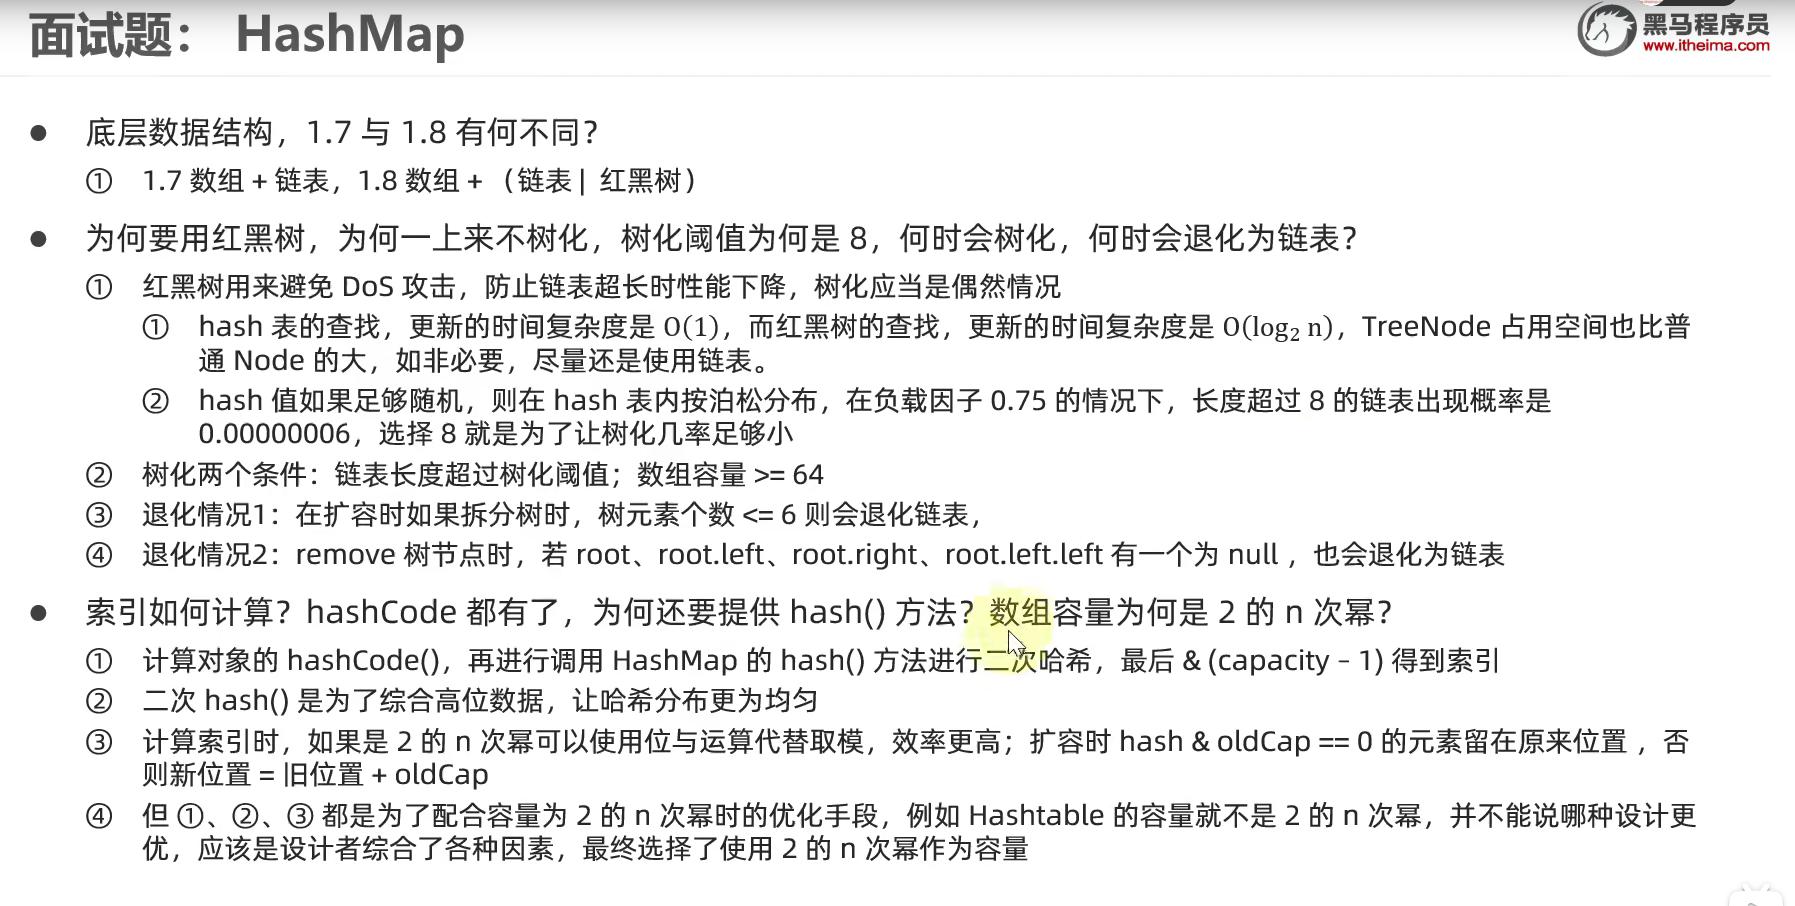 面试题： HashMap
黑马程序员
www.itheima.com
● 底层数据结构，1.7 与 1.8 有何不同？
① 1.7 数组 + 链表，1.8 数组 + （链表 | 红黑树）
● 为何要用红黑树，为何一上来不树化，树化阈值为何是 8，何时会树化，何时会退化为链表？
① 红黑树用来避免 DoS 攻击，防止链表超长时性能下降，树化应当是偶然情况
① hash 表的查找，更新的时间复杂度是 O(1)，而红黑树的查找，更新的时间复杂度是 O(log₂ n)，TreeNode 占用空间也比普
通 Node 的大，如非必要，尽量还是使用链表。
② hash 值如果足够随机，则在 hash 表内按泊松分布，在负载因子 0.75 的情况下，长度超过 8 的链表出现概率是
0.00000006，选择 8 就是为了让树化几率足够小
② 树化两个条件：链表长度超过树化阈值；数组容量 >= 64
③ 退化情况1：在扩容时如果拆分树时，树元素个数 <= 6 则会退化链表，
④ 退化情况2：remove 树节点时，若 root、root.left、root.right、root.left.left 有一个为 null ，也会退化为链表
● 索引如何计算？hashCode 都有了，为何还要提供 hash() 方法？数组容量为何是 2 的 n 次幂？
① 计算对象的 hashCode()，再进行调用 HashMap 的 hash() 方法进行二次哈希，最后 & (capacity – 1) 得到索引
② 二次 hash() 是为了综合高位数据，让哈希分布更为均匀
③ 计算索引时，如果是 2 的 n 次幂可以使用位与运算代替取模，效率更高；扩容时 hash & oldCap == 0 的元素留在原来位置 ，否
则新位置 = 旧位置 + oldCap
④ 但 ①、②、③ 都是为了配合容量为 2 的 n 次幂时的优化手段，例如 Hashtable 的容量就不是 2 的 n 次幂，并不能说哪种设计更
优，应该是设计者综合了各种因素，最终选择了使用 2 的 n 次幂作为容量